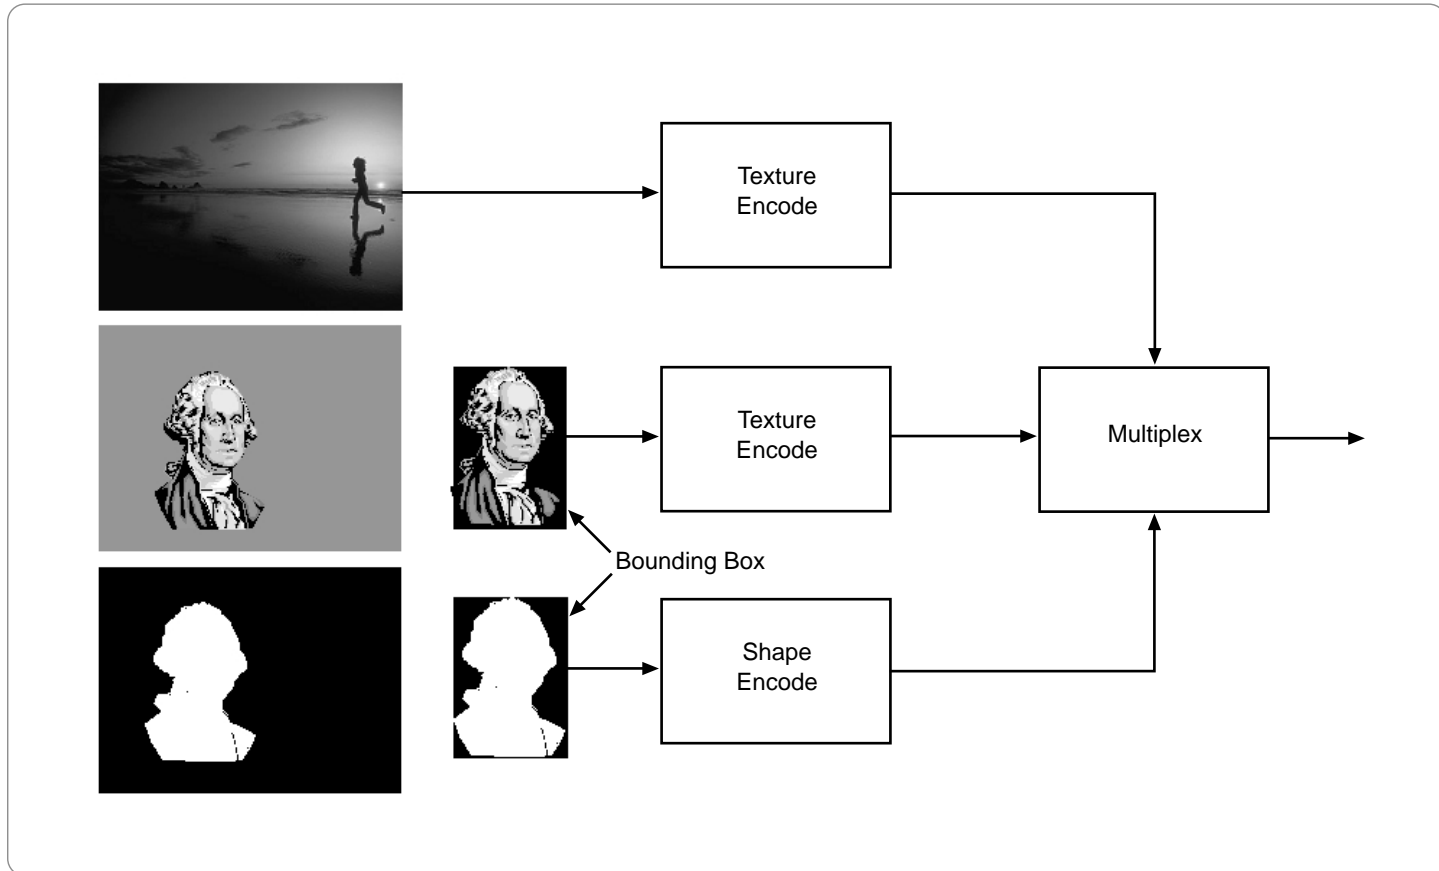 Texture
Encode
Texture
Encode
Multiplex
Bounding Box
Shape
Encode